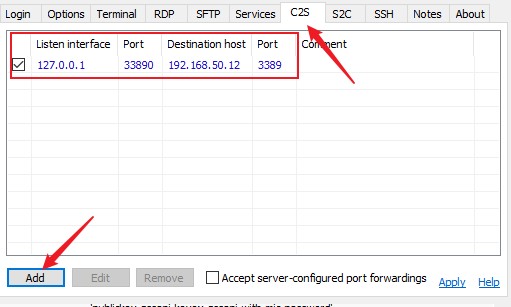 Login Options Terminal RDP SFTP Services C2S S2C SSH Notes About
Listen interface Port Destination host Port Comment
127.0.0.1 33890 192.168.50.12 3389
Add Edit Remove Accept server-configured port forwardings Apply Help